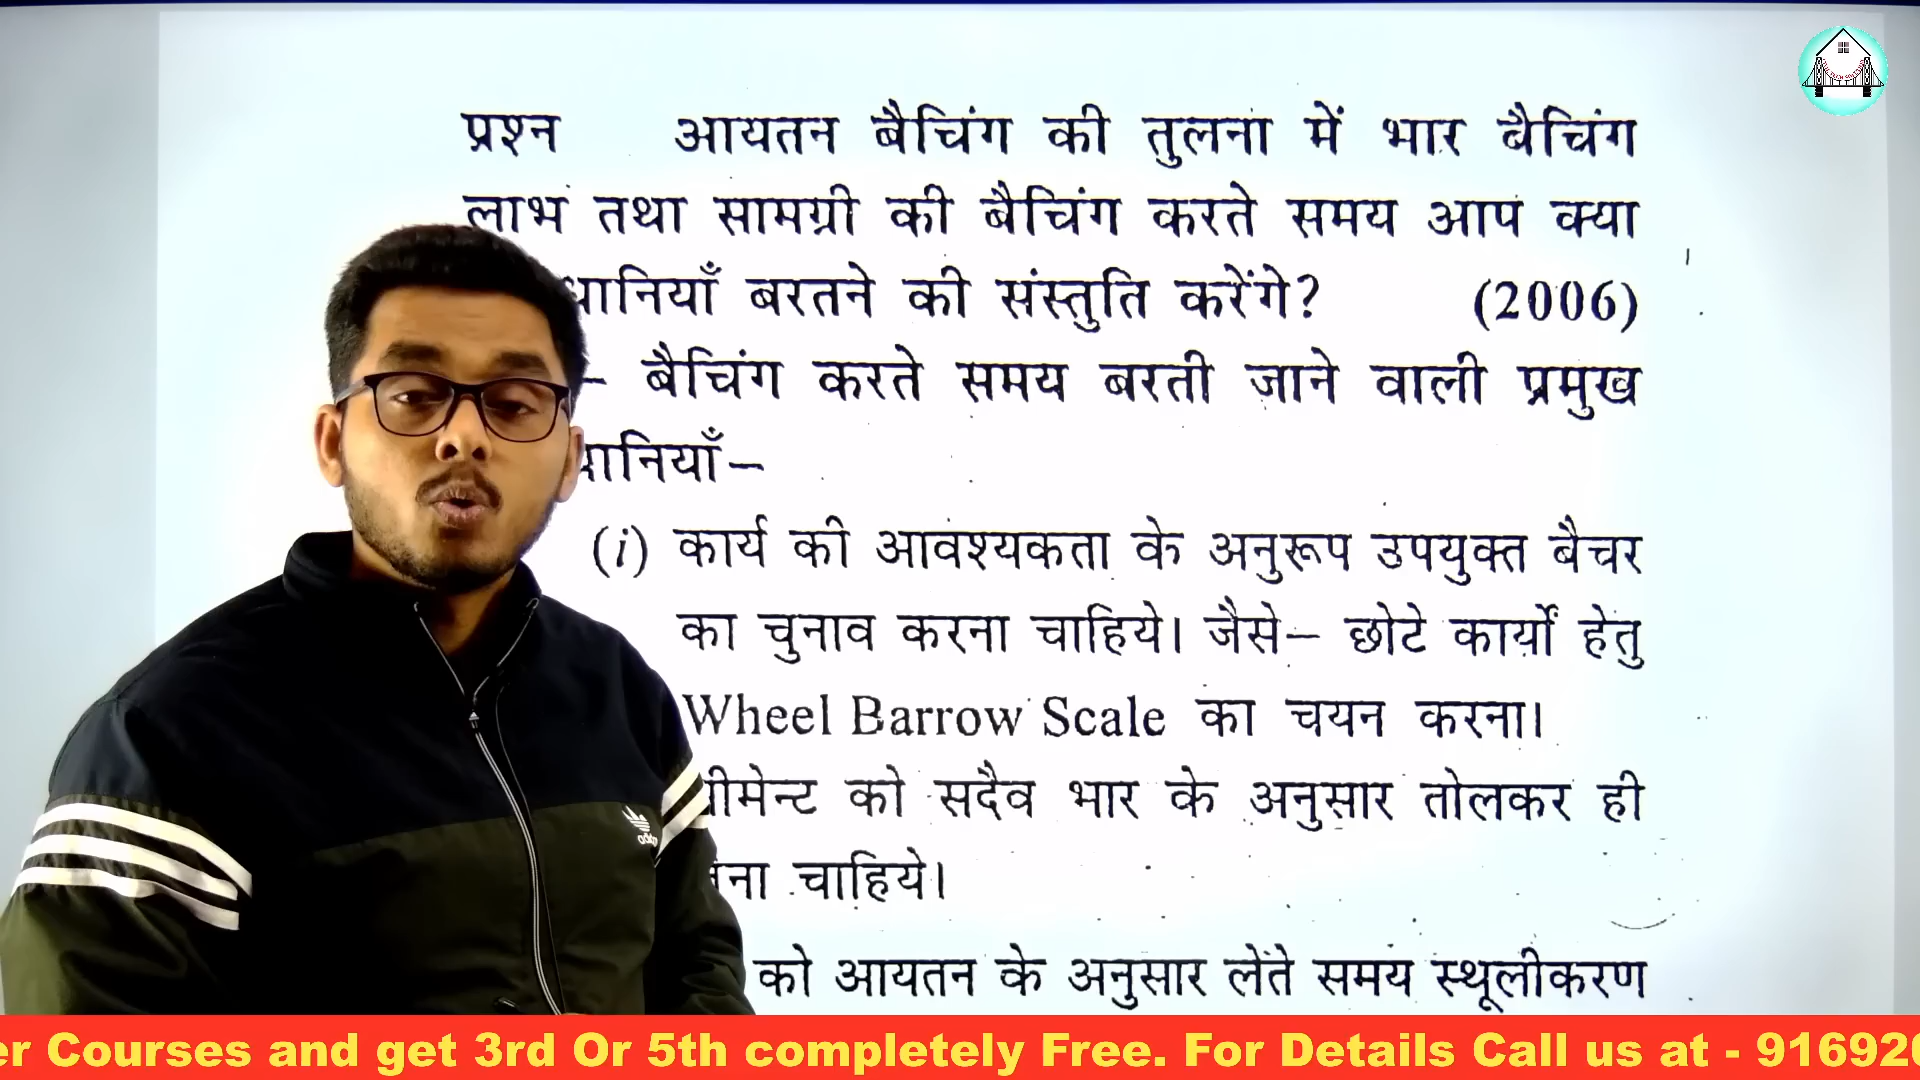 प्रश्न आयतन बैचिंग की तुलना में भार बैचिंग
लाभ तथा सामग्री की बैचिंग करते समय आप क्या
धानियाँ बरतने की संस्तुति करेंगे? (2006)
– बैचिंग करते समय बरती जाने वाली प्रमुख
धानियाँ–
(i) कार्य की आवश्यकता के अनुरूप उपयुक्त बैचर
का चुनाव करना चाहिये। जैसे– छोटे कार्यों हेतु
Wheel Barrow Scale का चयन करना।
सीमेन्ट को सदैव भार के अनुसार तोलकर ही
चाहिये।
को आयतन के अनुसार लेते समय स्थूलीकरण
er Courses and get 3rd Or 5th completely Free. For Details Call us at - 91692